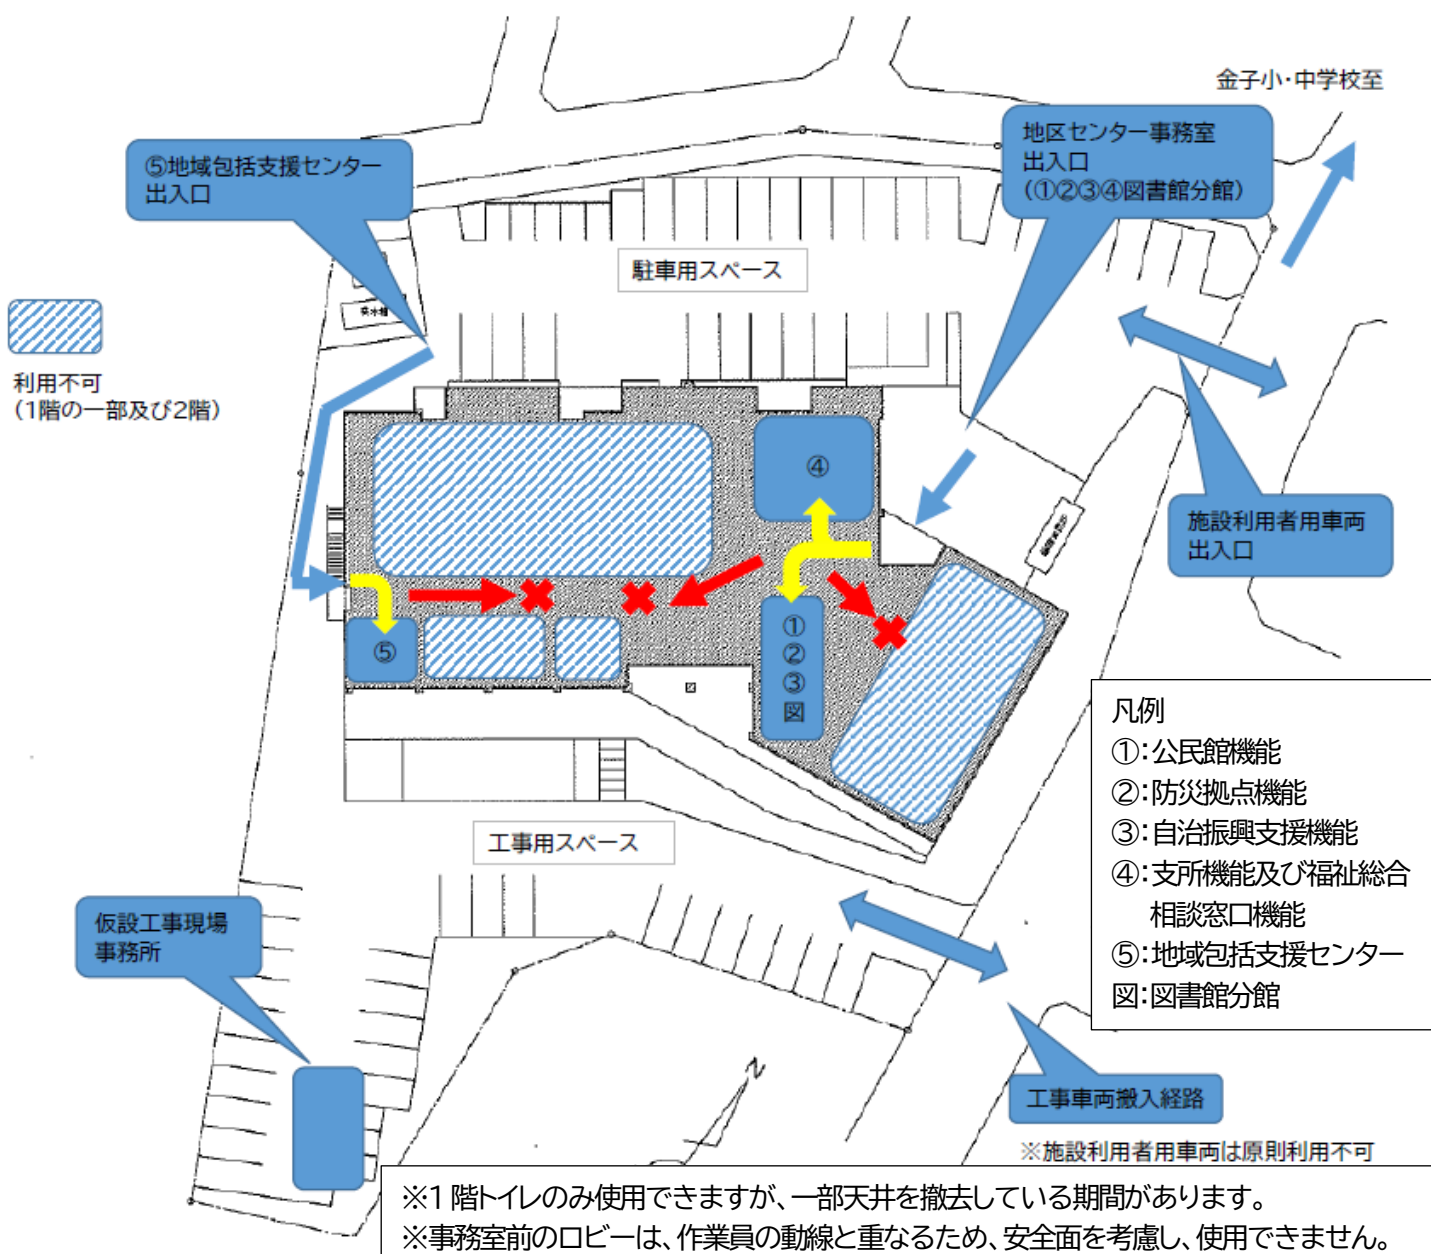 金子小・中学校至
地区センター事務室
出入口
(①②③④図書館分館)
⑤地域包括支援センター
出入口
駐車用スペース
利用不可
(1階の一部及び2階)
④
施設利用者用車両
出入口
⑤
①
②
③
図
凡例
①:公民館機能
②:防災拠点機能
③:自治振興支援機能
④:支所機能及び福祉総合
相談窓口機能
⑤:地域包括支援センター
図:図書館分館
工事用スペース
仮設工事現場
事務所
N
工事車両搬入経路
※施設利用者用車両は原則利用不可
※1階トイレのみ使用できますが、一部天井を撤去している期間があります。
※事務室前のロビーは、作業員の動線と重なるため、安全面を考慮し、使用できません。